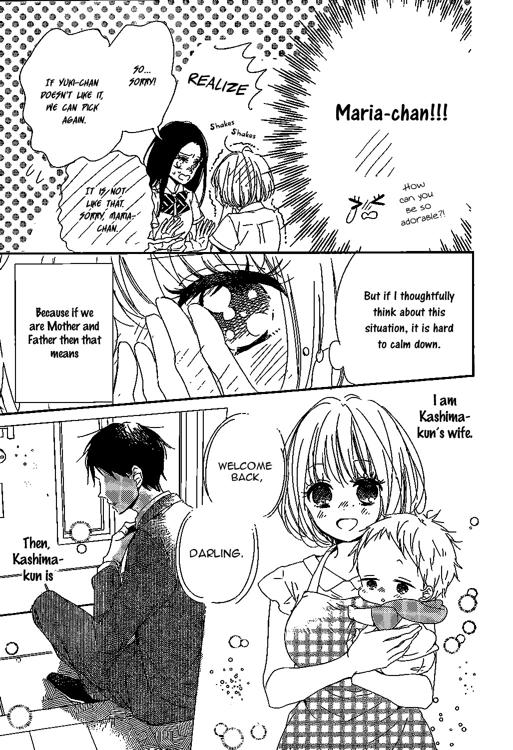 Maria-chan!!!
How
can you
be so
adorable?!
REALIZE
Shakes
Shakes
SO...
SORRY!
IF YUKI-CHAN
DOESN'T LIKE IT,
WE CAN PICK
AGAIN.
IT IS NOT
LIKE THAT.
SORRY, MARIA-
CHAN.
But if I thoughtfully
think about this
situation, it is hard
to calm down.
Because if we
are Mother and
Father then that
means
I am
Kashima-
kun's wife.
WELCOME
BACK,
DARLING.
Then,
Kashima-
kun is